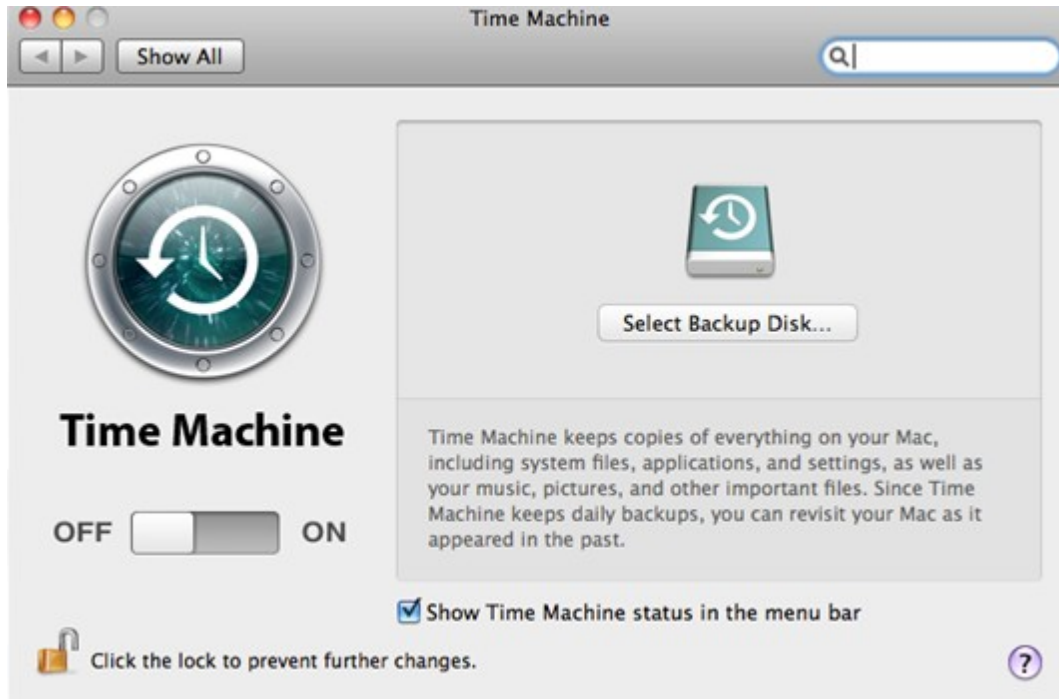 Time Machine
Show All
Select Backup Disk...
Time Machine
Time Machine keeps copies of everything on your Mac,
including system files, applications, and settings, as well as
your music, pictures, and other important files. Since Time
Machine keeps daily backups, you can revisit your Mac as it
appeared in the past.
OFF ON
Show Time Machine status in the menu bar
Click the lock to prevent further changes.
?